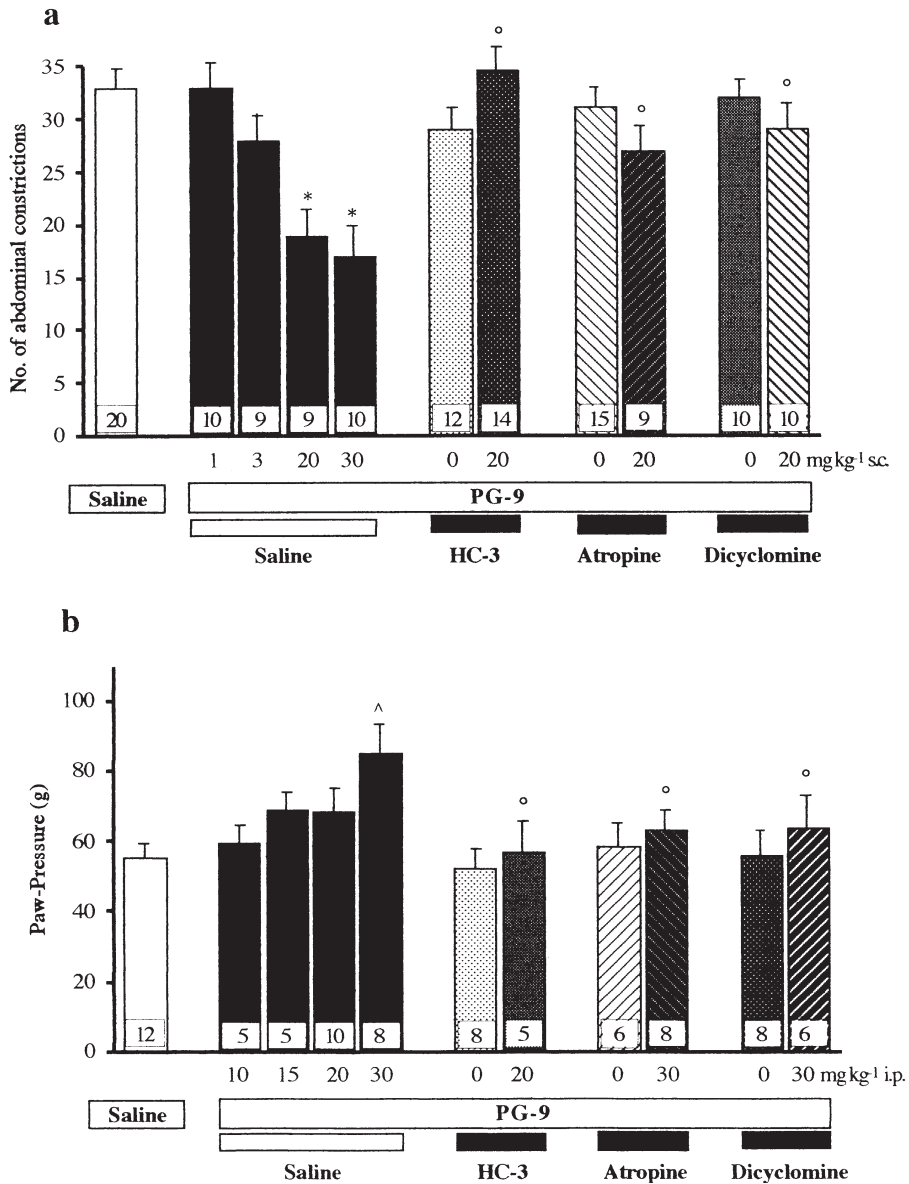 a
° 
35
30
25
20
15
10
5
0
No. of abdominal constrictions
* * ° °
20 10 9 9 10 12 14 15 9 10 10
1 3 20 30 0 20 0 20 0 20 mg kg-1 s.c.
Saline PG-9
Saline HC-3 Atropine Dicyclomine
b
100
80
60
40
20
0
Paw-Pressure (g)
^ ° ° °
12 5 5 10 8 8 5 6 8 8 6
10 15 20 30 0 20 0 30 0 30 mg kg-1 i.p.
Saline PG-9
Saline HC-3 Atropine Dicyclomine